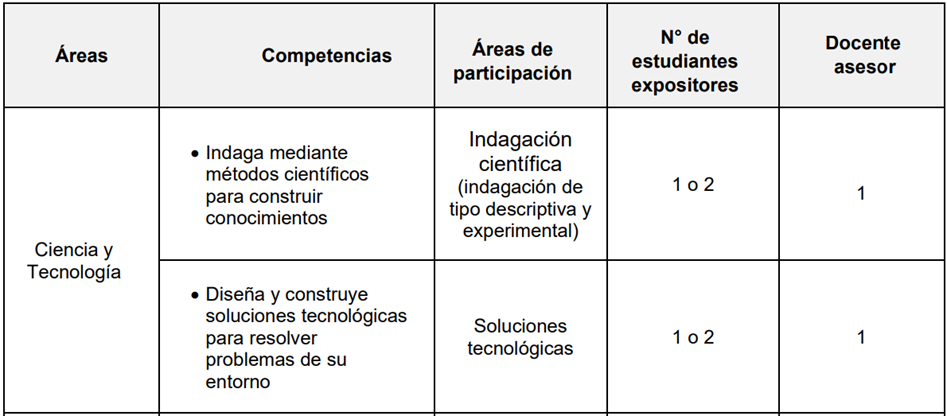 Áreas
Competencias
Áreas de
participación
N° de
estudiantes
expositores
Docente
asesor
Ciencia y
Tecnología
• Indaga mediante
métodos científicos
para construir
conocimientos
Indagación
científica
(indagación de
tipo descriptiva y
experimental)
1 o 2
1
• Diseña y construye
soluciones tecnológicas
para resolver
problemas de su
entorno
Soluciones
tecnológicas
1 o 2
1